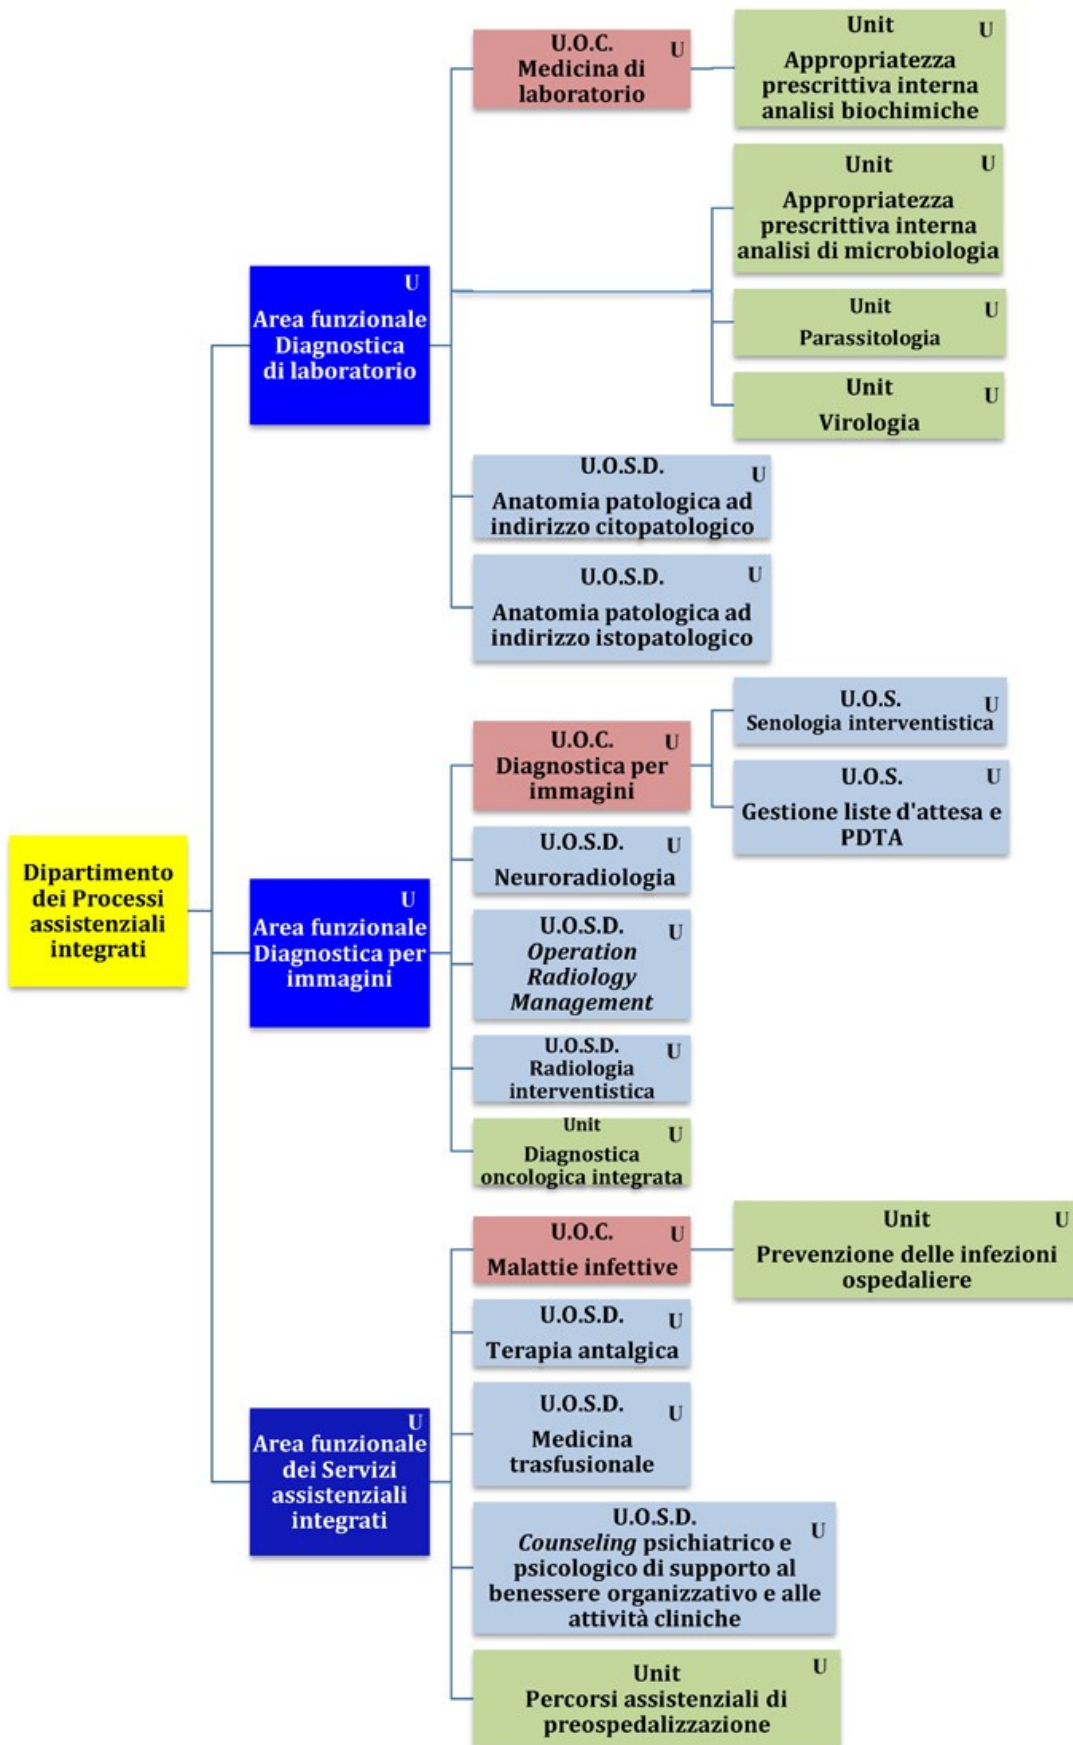 U.O.C. U
Medicina di
laboratorio
Unit U
Appropriatezza
prescrittiva interna
analisi biochimiche
Unit U
Appropriatezza
prescrittiva interna
analisi di microbiologia
U
Area funzionale
Diagnostica
di laboratorio
Unit U
Parassitologia
Unit U
Virologia
U.O.S.D. U
Anatomia patologica ad
indirizzo citopatologico
U.O.S.D. U
Anatomia patologica ad
indirizzo istopatologico
U.O.S. U
Senologia interventistica
U.O.C. U
Diagnostica per
immagini
U.O.S. U
Gestione liste d'attesa e
PDTA
U.O.S.D. U
Neuroradiologia
Dipartimento
dei Processi
assistenziali
integrati
U
Area funzionale
Diagnostica per
immagini
U.O.S.D. U
Operation
Radiology
Management
U.O.S.D. U
Radiologia
interventistica
Unit U
Diagnostica
oncologica integrata
U.O.C. U
Malattie infettive
Unit U
Prevenzione delle infezioni
ospedaliere
U.O.S.D. U
Terapia antalgica
U.O.S.D. U
Medicina
trasfusionale
U
Area funzionale
dei Servizi
assistenziali
integrati
U.O.S.D. U
Counseling psichiatrico e
psicologico di supporto al
benessere organizzativo e alle
attività cliniche
Unit U
Percorsi assistenziali di
preospedalizzazione